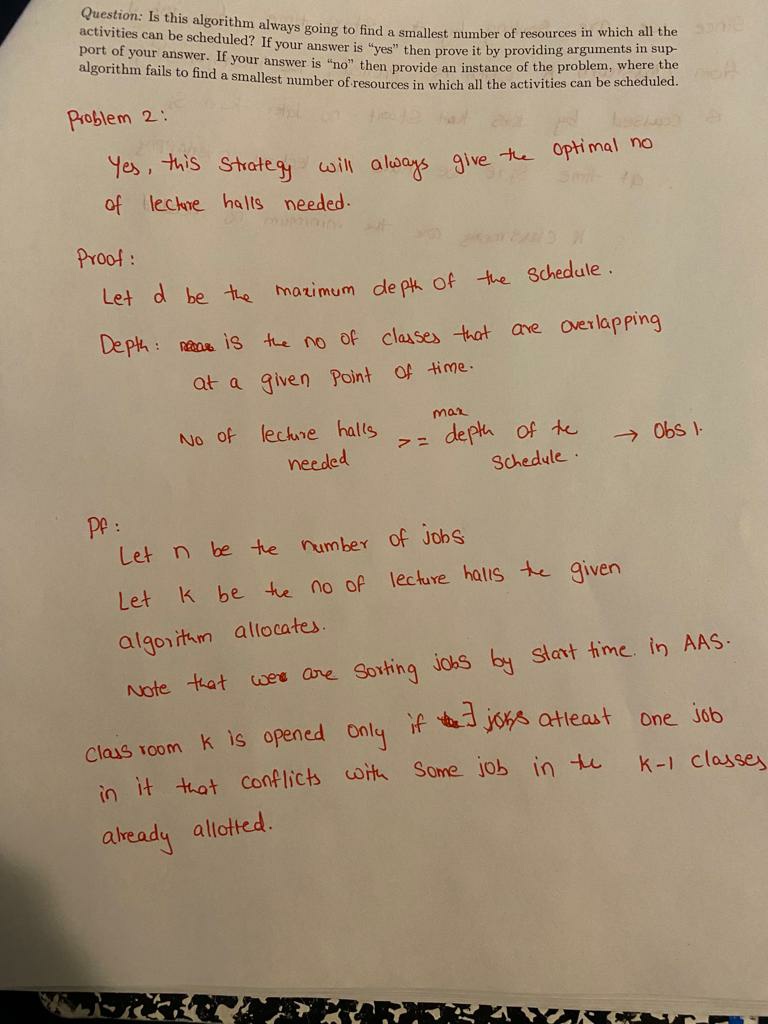 Question: Is this algorithm always going to find a smallest number of resources in which all the
activities can be scheduled? If your answer is “yes” then prove it by providing arguments in sup-
port of your answer. If your answer is “no” then provide an instance of the problem, where the
algorithm fails to find a smallest number of resources in which all the activities can be scheduled.
Problem 2:
Yes, this strategy will always give the optimal no
of lecture halls needed.
Proof:
Let d be the maximum depth of the schedule.
Depth: is the no of classes that are overlapping
at a given point of time.
max
No of lecture halls >= depth of the → Obs 1.
needed schedule.
Pf:
Let n be the number of jobs
Let k be the no of lecture halls the given
algorithm allocates.
Note that we are sorting jobs by start time. in AAS.
Class room k is opened only if ∃ jobs atleast one job
in it that conflicts with some job in the k-1 classes
already allotted.